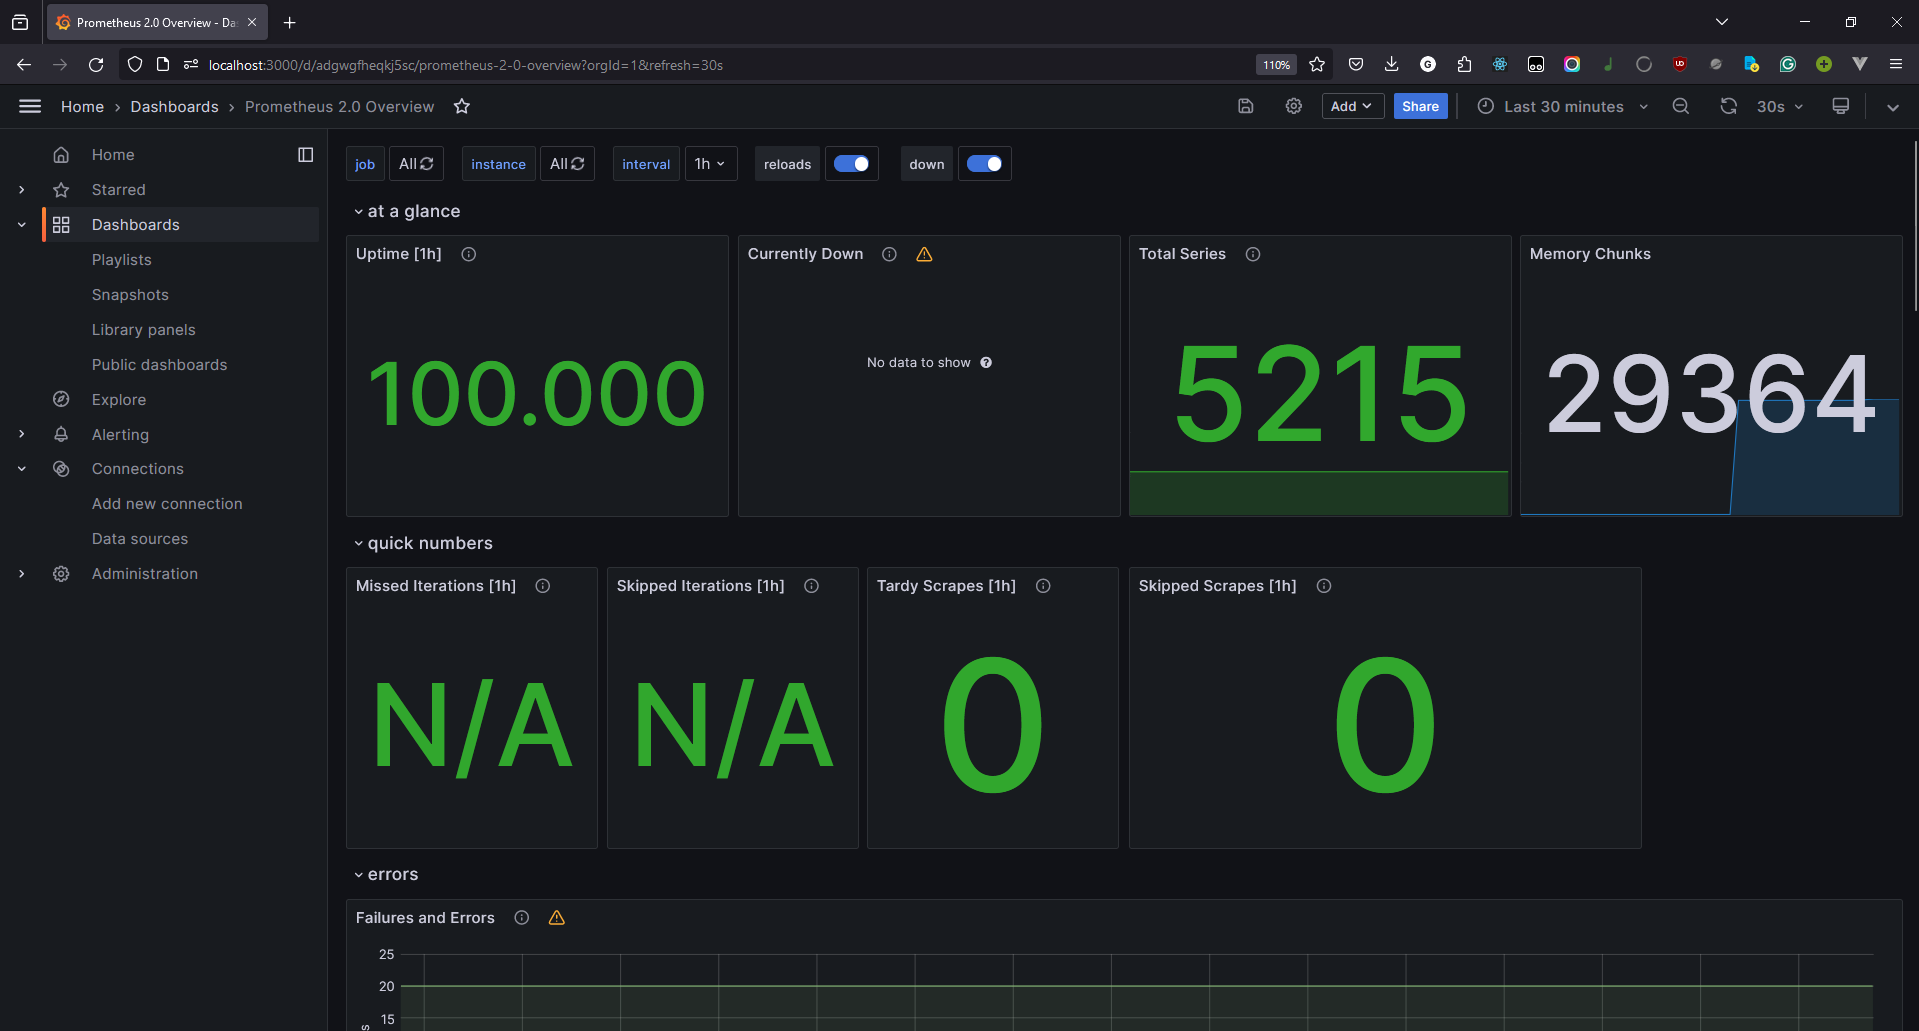 Prometheus 2.0 Overview - Da
110%
localhost:3000/d/adgwgfheqkj5sc/prometheus-2-0-overview?orgId=1&refresh=30s
Home › Dashboards › Prometheus 2.0 Overview
Add
Share
Last 30 minutes
30s
Home
Starred
Dashboards
Playlists
Snapshots
Library panels
Public dashboards
Explore
Alerting
Connections
Add new connection
Data sources
Administration
job All instance All interval 1h reloads down
at a glance
Uptime [1h]
100.000
Currently Down
No data to show
Total Series
5215
Memory Chunks
29364
quick numbers
Missed Iterations [1h]
N/A
Skipped Iterations [1h]
N/A
Tardy Scrapes [1h]
0
Skipped Scrapes [1h]
0
errors
Failures and Errors
25
20
15